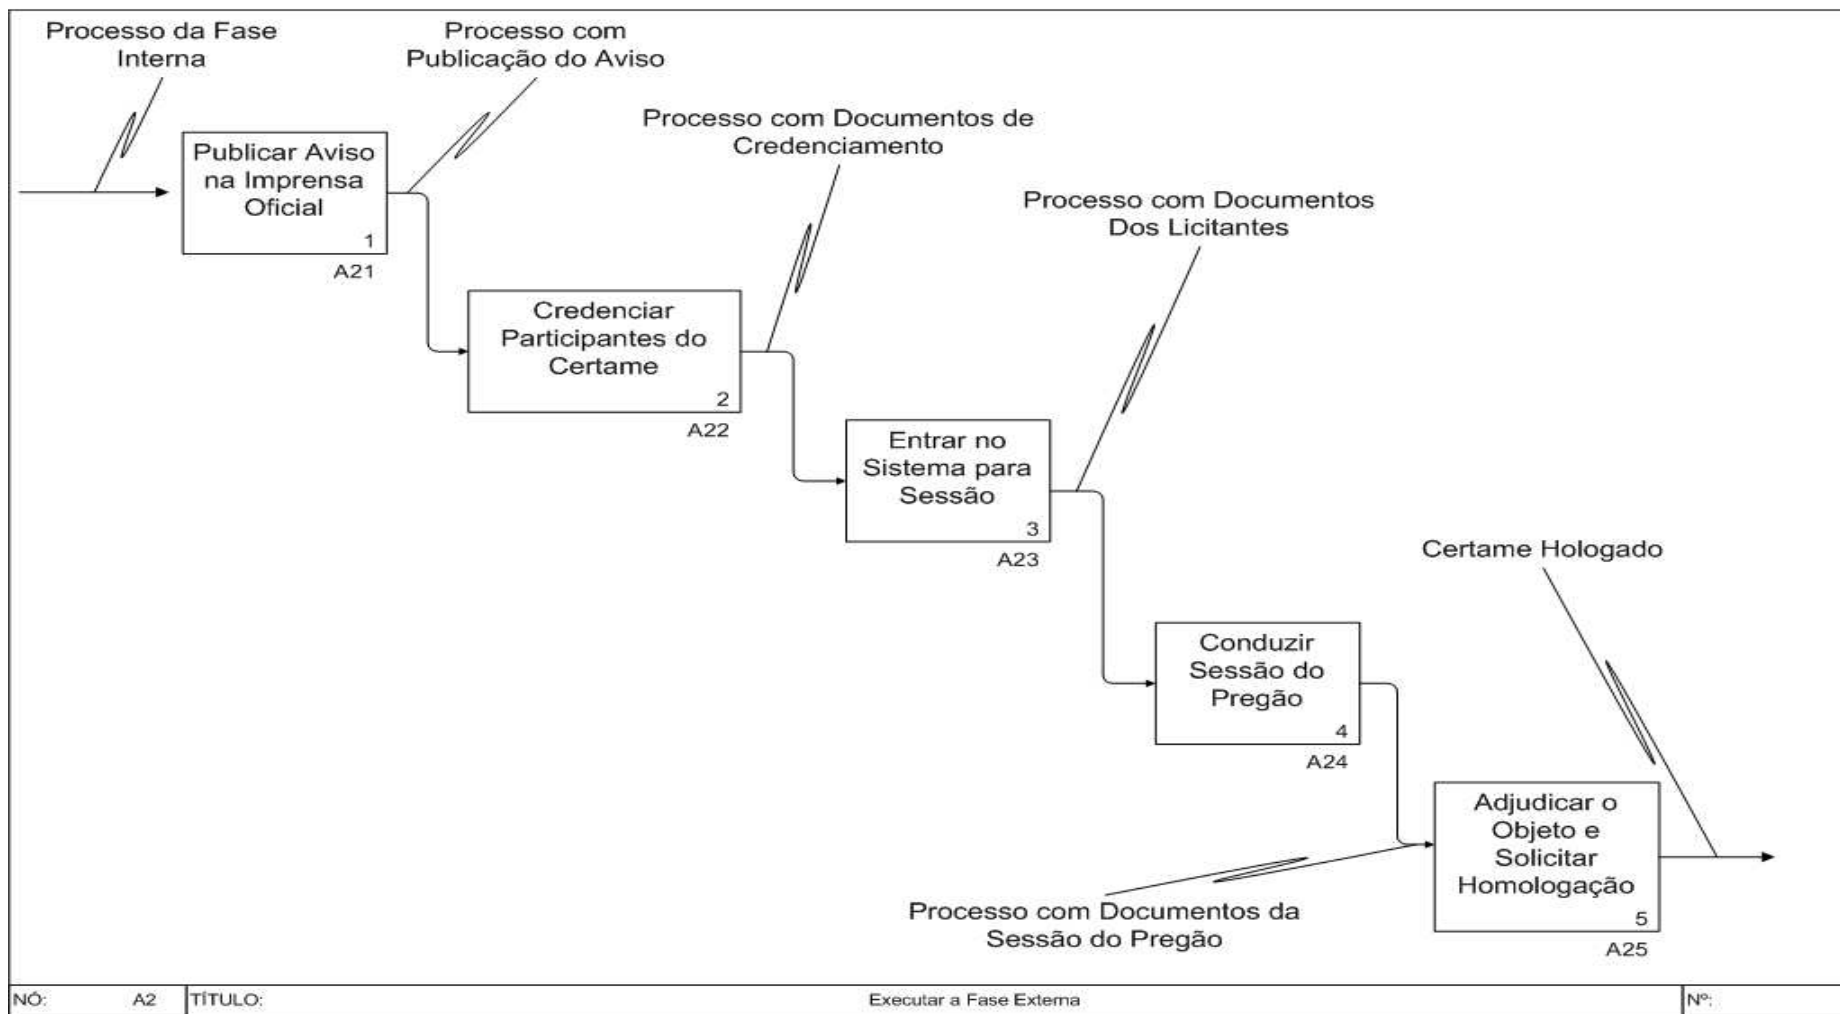 Processo da Fase
Interna
Processo com
Publicação do Aviso
Processo com Documentos de
Credenciamento
Processo com Documentos
Dos Licitantes
Publicar Aviso
na Imprensa
Oficial
1
A21
Credenciar
Participantes do
Certame
2
A22
Entrar no
Sistema para
Sessão
3
A23
Certame Hologado
Conduzir
Sessão do
Pregão
4
A24
Adjudicar o
Objeto e
Solicitar
Homologação
5
A25
Processo com Documentos da
Sessão do Pregão
NÓ: A2 TÍTULO: Executar a Fase Externa Nº: